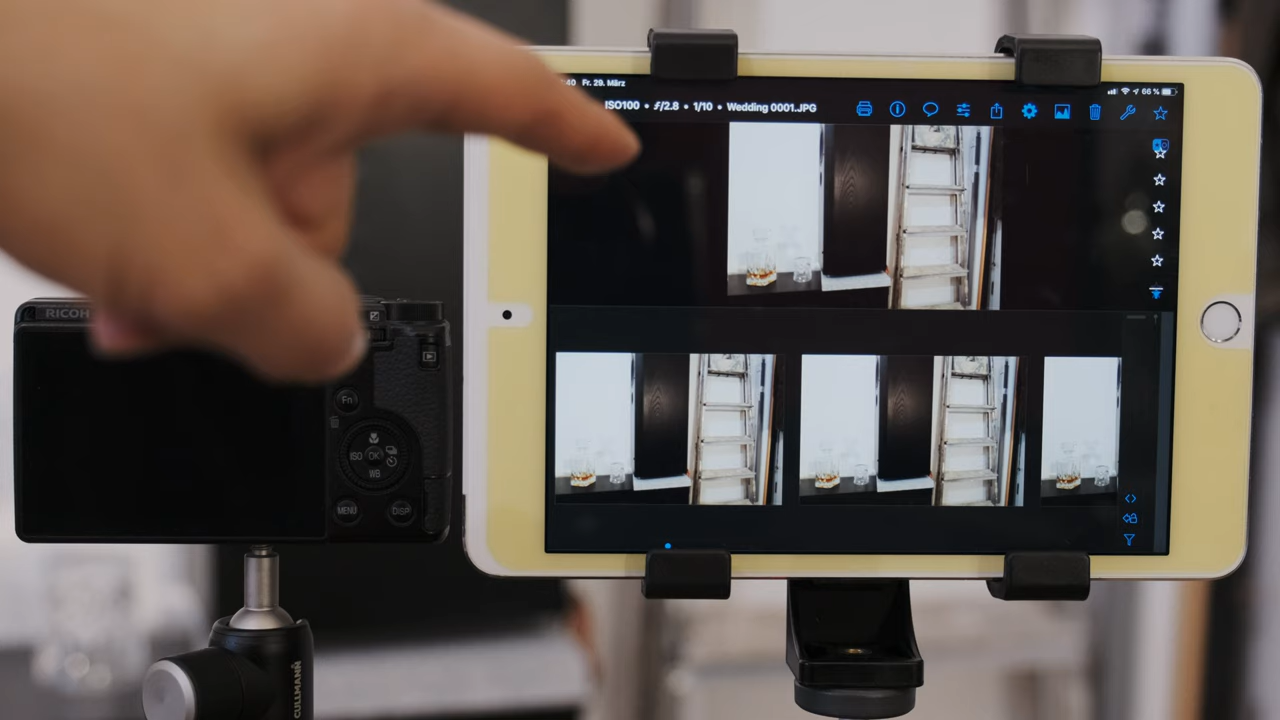 40 Fr. 29. März
66 %
ISO100 • ƒ/2.8 • 1/10 • Wedding 0001.JPG
RICOH
Fn
ISO OK
WB
MENU DISP
CULLMANN